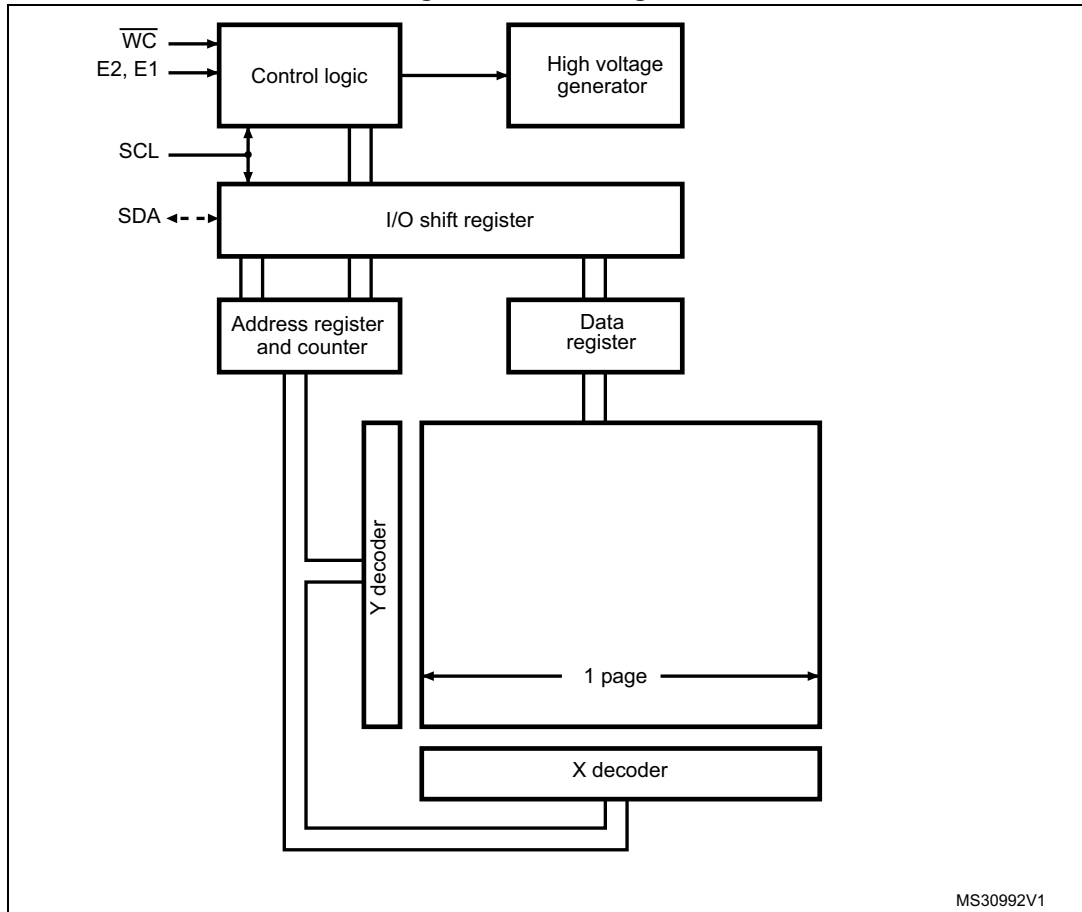 W̅C̅
E2, E1
Control logic
High voltage
generator
SCL
SDA
I/O shift register
Address register
and counter
Data
register
Y decoder
1 page
X decoder
MS30992V1